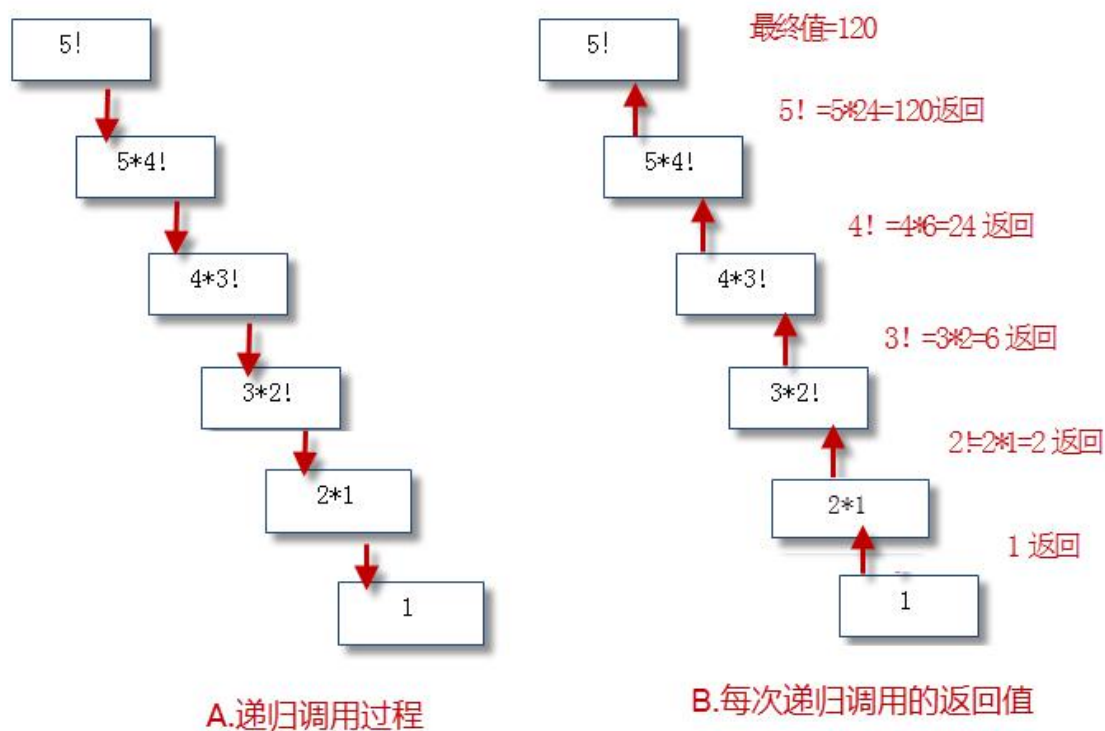 5!
5*4!
4*3!
3*2!
2*1
1
A.递归调用过程
最终值=120
5!
5! =5*24=120返回
5*4!
4! =4*6=24 返回
4*3!
3! =3*2=6 返回
3*2!
2!=2*1=2 返回
2*1
1 返回
1
B.每次递归调用的返回值